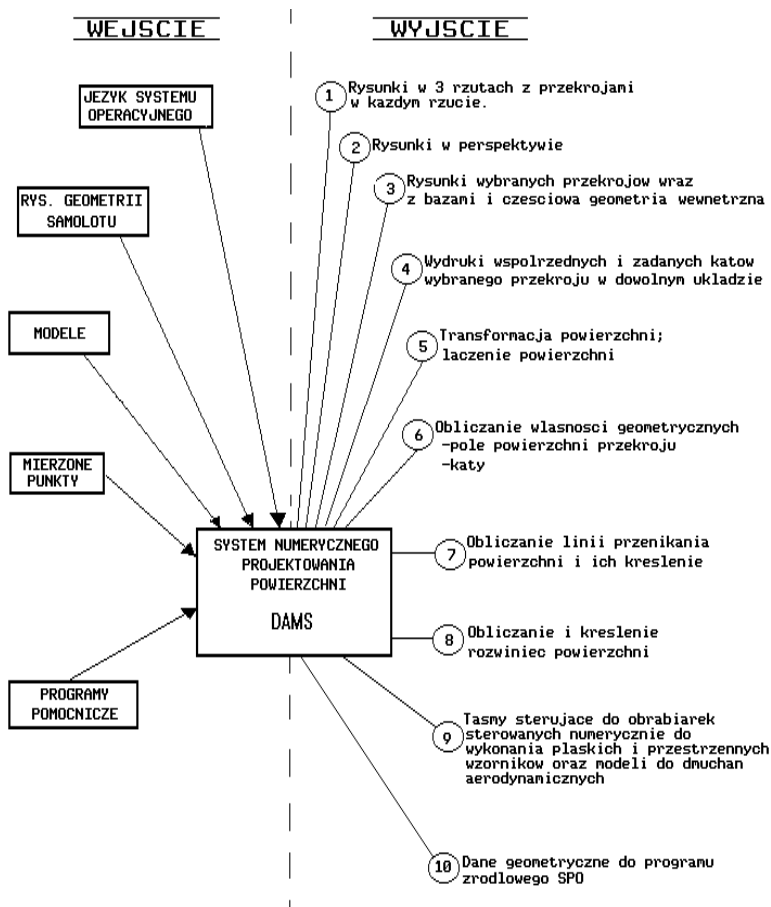 WEJSCIE
WYJSCIE
JEZYK SYSTEMU
OPERACYJNEGO
RYS. GEOMETRII
SAMOLOTU
MODELE
MIERZONE
PUNKTY
PROGRAMY
POMOCNICZE
SYSTEM NUMERYCZNEGO
PROJEKTOWANIA
POWIERZCHNI
DAMS
1 Rysunki w 3 rzutach z przekrojami
w kazdym rzucie.
2 Rysunki w perspektywie
3 Rysunki wybranych przekrojow wraz
z bazami i czesciowa geometria wewnetrzna
4 Wydruki wspolrzednych i zadanych katow
wybranego przekroju w dowolnym ukladzie
5 Transformacja powierzchni;
laczenie powierzchni
6 Obliczanie wlasnosci geometrycznych
-pole powierzchni przekroju
-katy
7 Obliczanie linii przenikania
powierzchni i ich kreslenie
8 Obliczanie i kreslenie
rozwiniec powierzchni
9 Tasmy sterujace do obrabiarek
sterowanych numerycznie do
wykonania plaskich i przestrzennych
wzornikow oraz modeli do dmuchan
aerodynamicznych
10 Dane geometryczne do programu
zrodlowego SPO